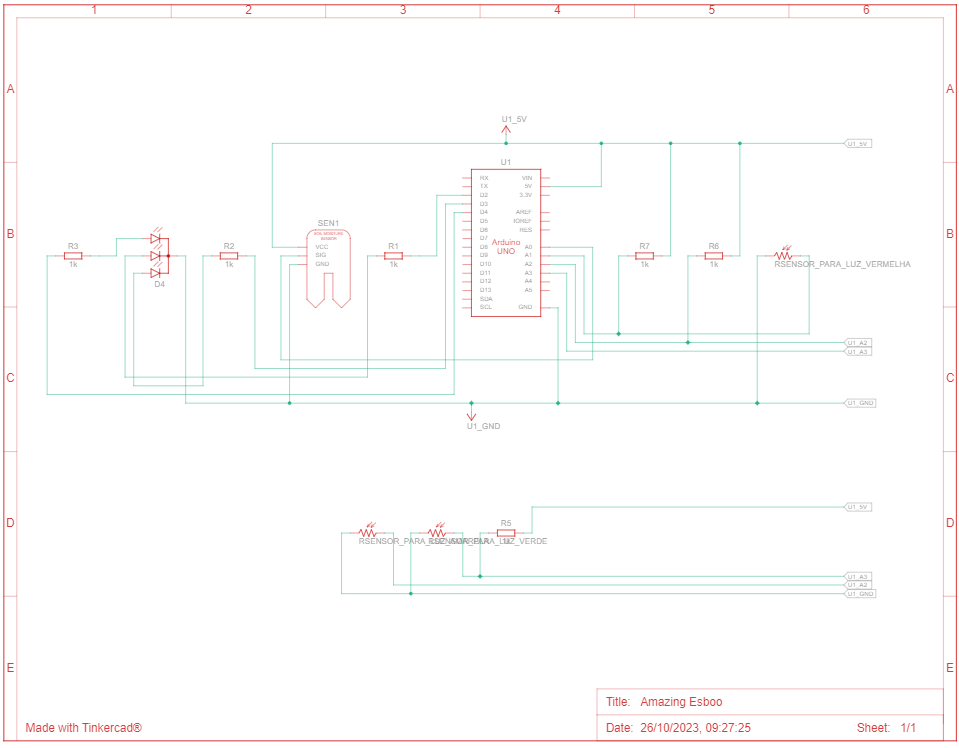 1 2 3 4 5 6
A A
U1_5V
U1_5V
U1
RX VIN
TX 5V
D2 3.3V
D3
D4 AREF
D5 IOREF
D6 RES
D7
D8 A0
D9 A1
D10 A2
D11 A3
D12 A4
D13 A5
SDA
SCL GND
Arduino
UNO
B B
SEN1
SOIL MOISTURE
SENSOR
VCC
SIG
GND
R3
1k
D4
R2
1k
R1
1k
R7
1k
1k
RSENSOR_PARA_LUZ_VERMELHA
U1_A2
U1_A3
C C
U1_GND
U1_GND
U1_5V
D D
R5
RSENSOR_PARA_LUZ_VERDE
U1_A3
U1_A2
U1_GND
E E
Title: Amazing Esboo
Made with Tinkercad®
Date: 26/10/2023, 09:27:25 Sheet: 1/1